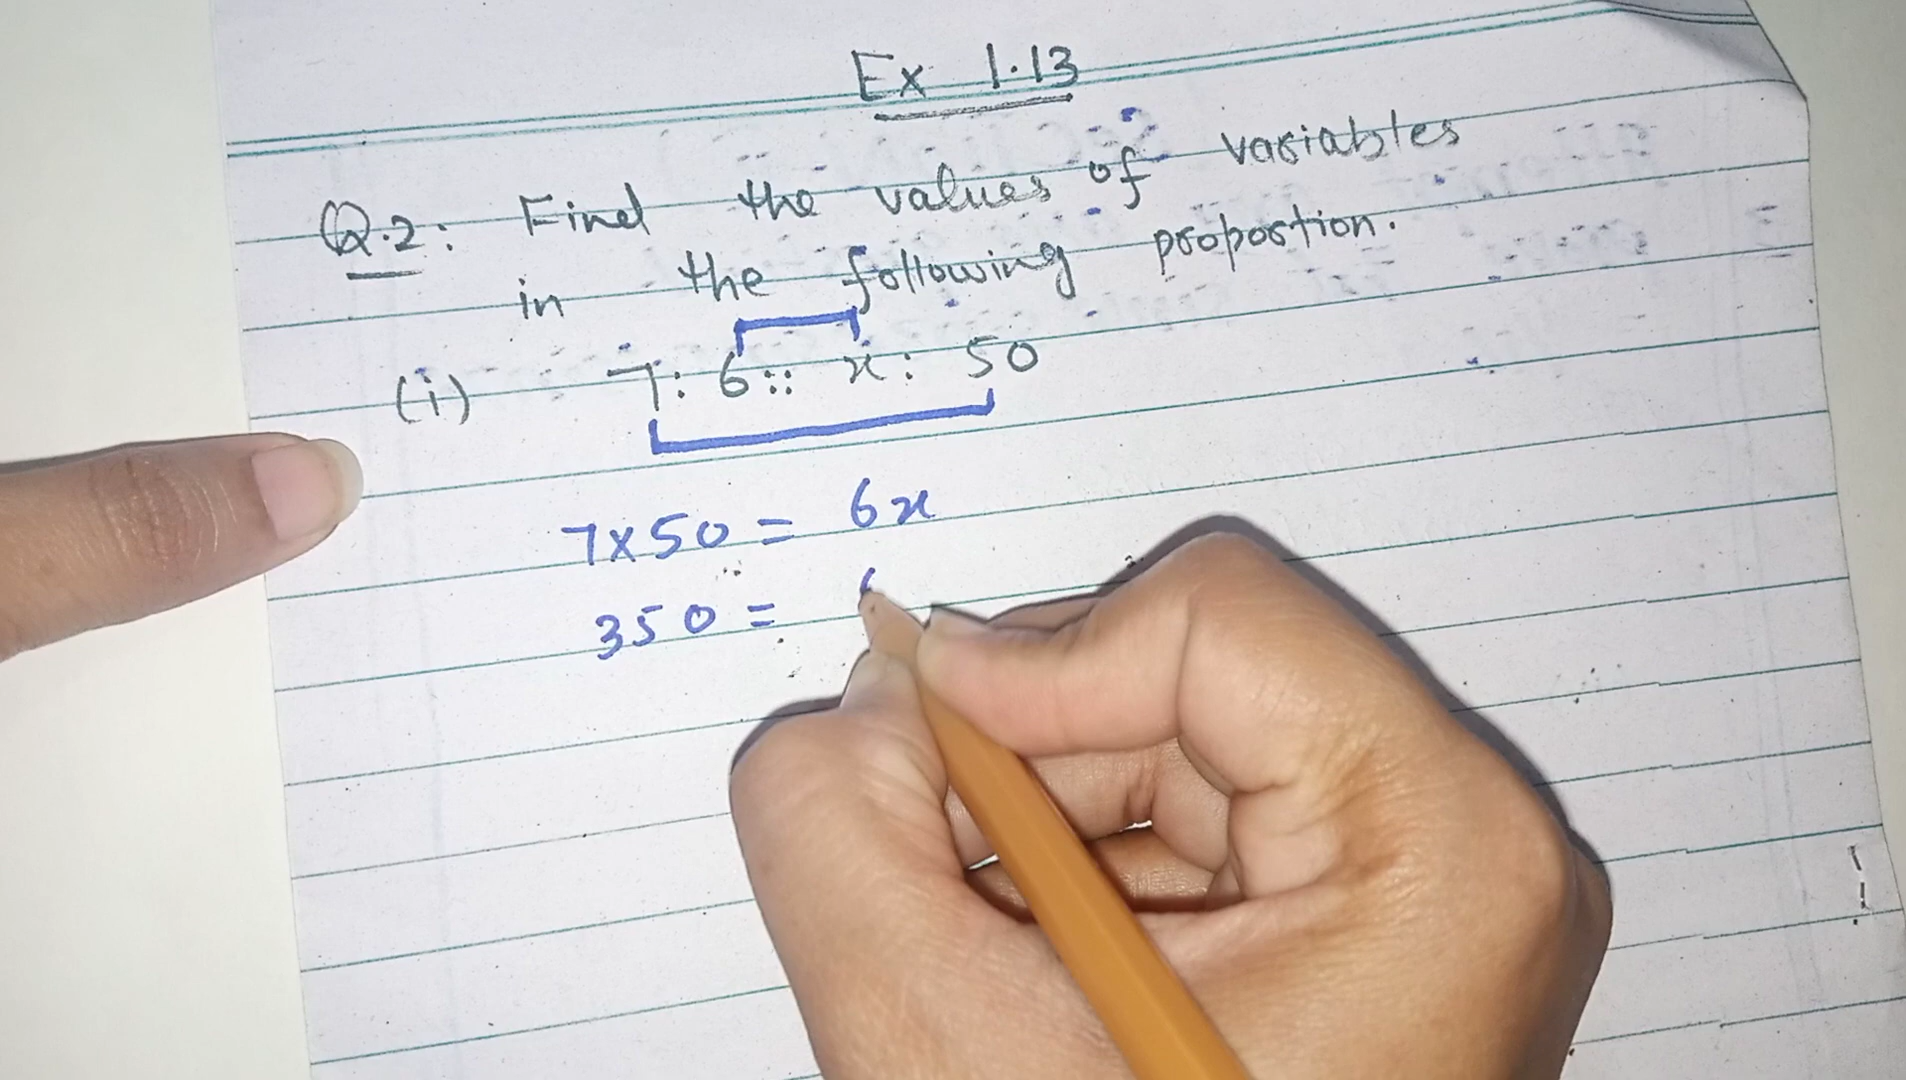 Ex 1.13
Q.2: Find the values of variables
in the following proportion.
(i) 7: 6 :: x : 50
7x50 = 6x
350 = 6